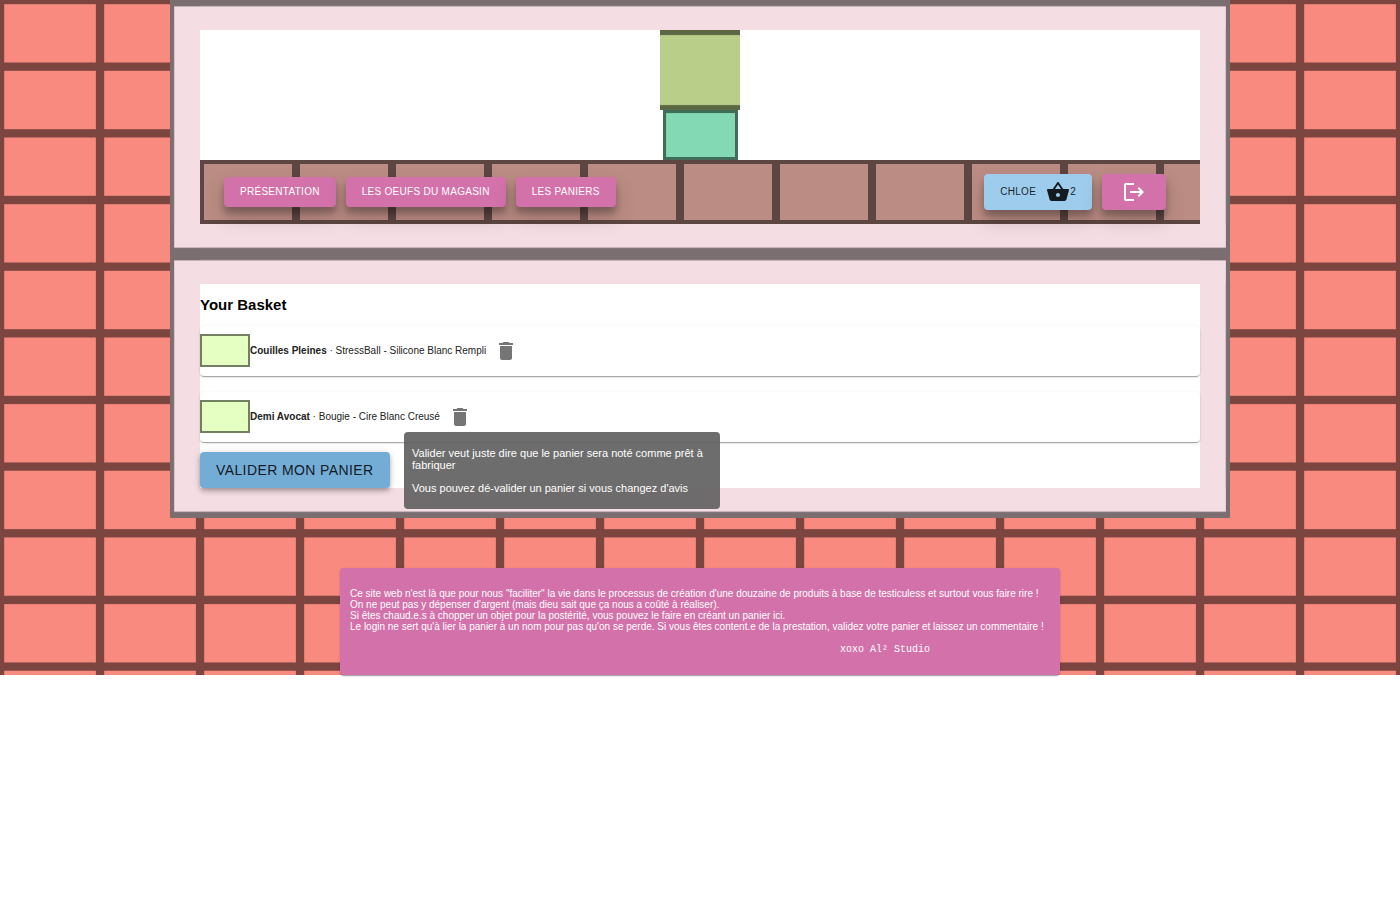 PRÉSENTATION
LES OEUFS DU MAGASIN
LES PANIERS
CHLOE 2
Your Basket
Couilles Pleines · StressBall - Silicone Blanc Rempli
Demi Avocat · Bougie - Cire Blanc Creusé
VALIDER MON PANIER
Valider veut juste dire que le panier sera noté comme prêt à
fabriquer
Vous pouvez dé-valider un panier si vous changez d'avis
Ce site web n'est là que pour nous "faciliter" la vie dans le processus de création d'une douzaine de produits à base de testiculess et surtout vous faire rire !
On ne peut pas y dépenser d'argent (mais dieu sait que ça nous a coûté à réaliser).
Si êtes chaud.e.s à chopper un objet pour la postérité, vous pouvez le faire en créant un panier ici.
Le login ne sert qu'à lier la panier à un nom pour pas qu'on se perde. Si vous êtes content.e de la prestation, validez votre panier et laissez un commentaire !
xoxo Al² Studio